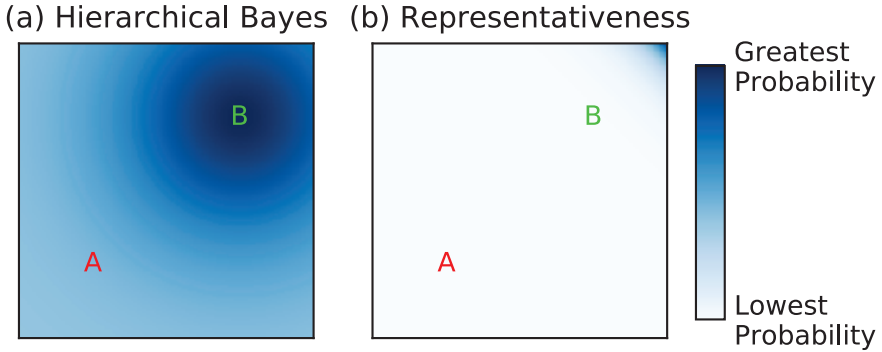 (a) Hierarchical Bayes
(b) Representativeness
B
A
B
A
Greatest
Probability
Lowest
Probability